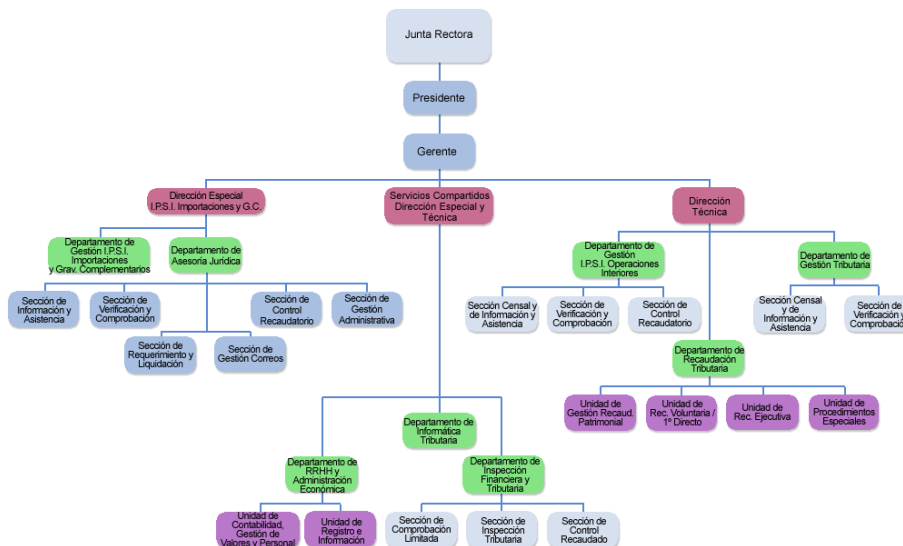 Junta Rectora
Presidente
Gerente
Dirección Especial
I.P.S.I. Importaciones y G.C.
Servicios Compartidos
Dirección Especial y
Técnica
Dirección
Técnica
Departamento de
Gestión I.P.S.I.
Importaciones
y Grav. Complementarios
Departamento de
Asesoria Jurídica
Departamento de
Gestión
I.P.S.I. Operaciones
Interiores
Departamento de
Gestión Tributaria
Sección de
Información y
Asistencia
Sección de
Verificación y
Comprobación
Sección de
Control
Recaudatorio
Sección de
Gestión
Administrativa
Sección Censal y
de Información y
Asistencia
Sección de
Verificación y
Comprobación
Sección de
Control
Recaudatorio
Sección Censal
y de
Información y
Asistencia
Sección de
Verificación y
Comprobación
Sección de
Requerimiento y
Liquidación
Sección de
Gestión Correos
Departamento de
Recaudación
Tributaria
Unidad de
Gestión Recaud.
Patrimonial
Unidad de
Rec. Voluntaria /
1º Directo
Unidad de
Rec. Ejecutiva
Unidad de
Procedimientos
Especiales
Departamento de
Informática
Tributaria
Departamento de
RRHH y
Administración
Económica
Departamento de
Inspección
Financiera y
Tributaria
Unidad de
Contabilidad,
Gestión de
Valores y Personal
Unidad de
Registro e
Información
Sección de
Comprobación
Limitada
Sección de
Inspección
Tributaria
Sección de
Control
Recaudado